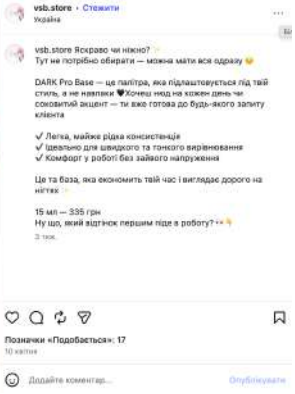 vsb.store • Стежити
Україна
vsb.store Яскраво чи ніжно? ✨
Тут не потрібно обирати — можна мати все одразу 😏
DARK Pro Base — це палітра, яка підлаштовується під твій
стиль, а не навпаки 🖤Хочеш нюд на кожен день чи
соковитий акцент — ти вже готова до будь-якого запиту
клієнта
✓ Легка, майже рідка консистенція
✓ Ідеально для швидкого та тонкого вирівнювання
✓ Комфорт у роботі без зайвого напруження
Це та база, яка економить твій час і виглядає дорого на
нігтях ✨
15 мл — 335 грн
Ну що, який відтінок першим піде в роботу? 👀👇
3 тиж.
Позначки «Подобається»: 17
10 квітня
Додайте коментар...
Опублікувати